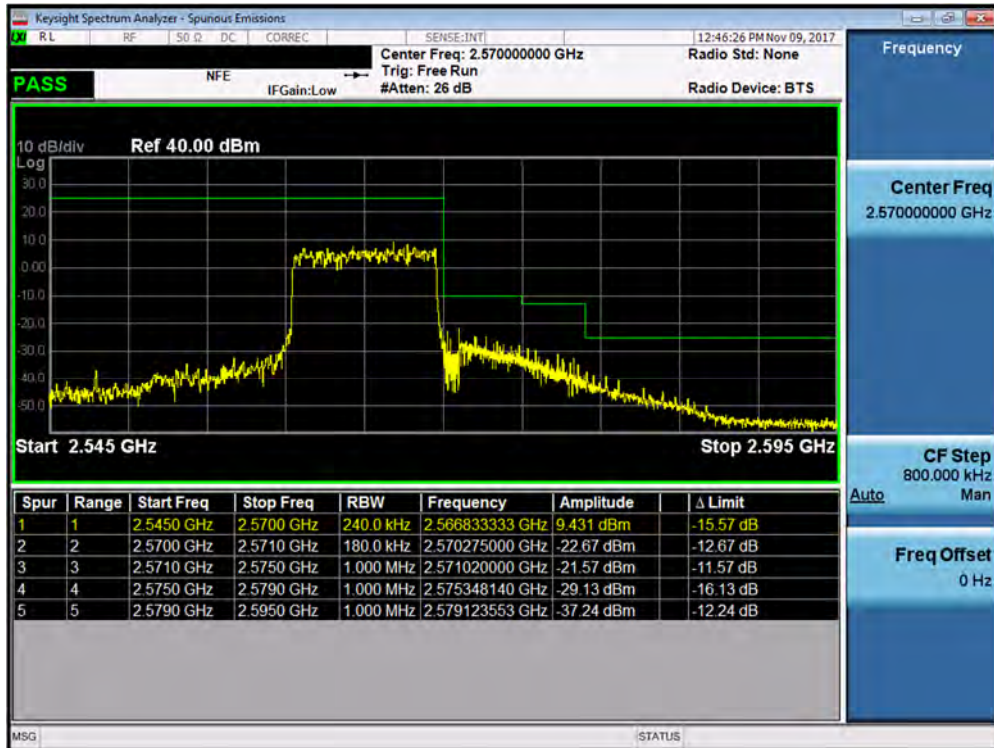 Keysight Spectrum Analyzer - Spurious Emissions
LXI RL RF 50 Ω DC CORREC SENSE:INT 12:46:26 PM Nov 09, 2017
Center Freq: 2.570000000 GHz Radio Std: None
PASS NFE Trig: Free Run
IFGain:Low #Atten: 26 dB Radio Device: BTS
10 dB/div Ref 40.00 dBm
Log
30.0
20.0
10.0
0.00
-10.0
-20.0
-30.0
-40.0
-50.0
Start 2.545 GHz Stop 2.595 GHz
Spur Range Start Freq Stop Freq RBW Frequency Amplitude Δ Limit
1 1 2.5450 GHz 2.5700 GHz 240.0 kHz 2.566833333 GHz 9.431 dBm -15.57 dB
2 2 2.5700 GHz 2.5710 GHz 180.0 kHz 2.570275000 GHz -22.67 dBm -12.67 dB
3 3 2.5710 GHz 2.5750 GHz 1.000 MHz 2.571020000 GHz -21.57 dBm -11.57 dB
4 4 2.5750 GHz 2.5790 GHz 1.000 MHz 2.575348140 GHz -29.13 dBm -16.13 dB
5 5 2.5790 GHz 2.5950 GHz 1.000 MHz 2.579123553 GHz -37.24 dBm -12.24 dB
MSG STATUS
Frequency
Center Freq
2.570000000 GHz
CF Step
800.000 kHz
Auto Man
Freq Offset
0 Hz